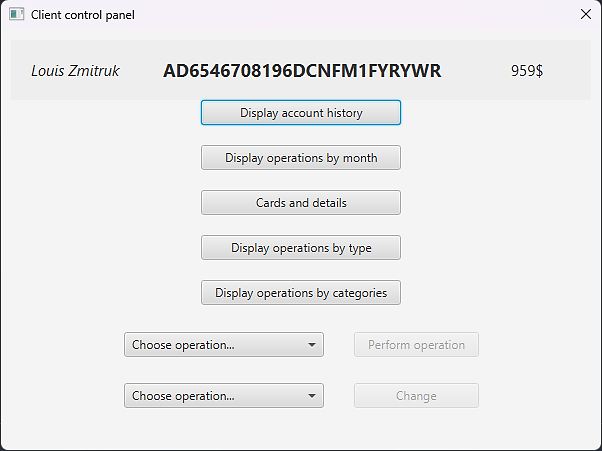 Client control panel
Louis Zmitruk AD6546708196DCNFM1FYRYWR 959$
Display account history
Display operations by month
Cards and details
Display operations by type
Display operations by categories
Choose operation... Perform operation
Choose operation... Change